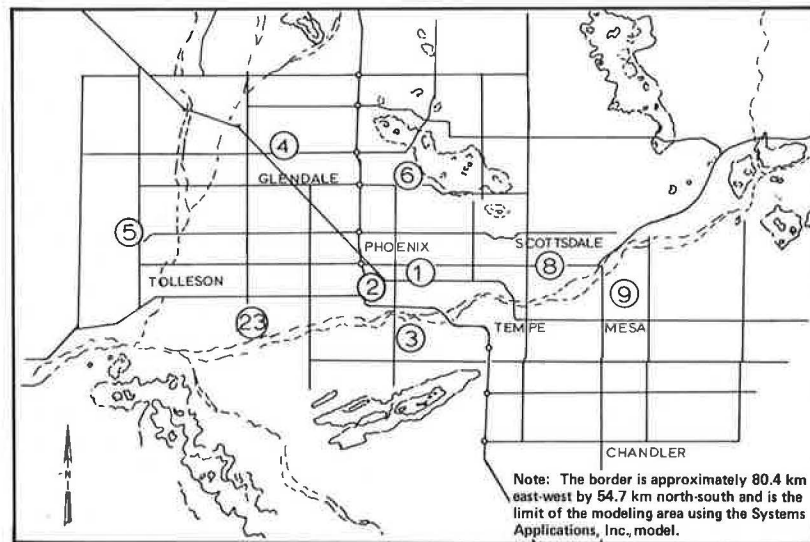 4
GLENDALE
6
5
PHOENIX
SCOTTSDALE
1
8
TOLLESON
2
9
23
3
TEMPE
MESA
N
CHANDLER
Note: The border is approximately 80.4 km
east-west by 54.7 km north-south and is the
limit of the modeling area using the Systems
Applications, Inc., model.